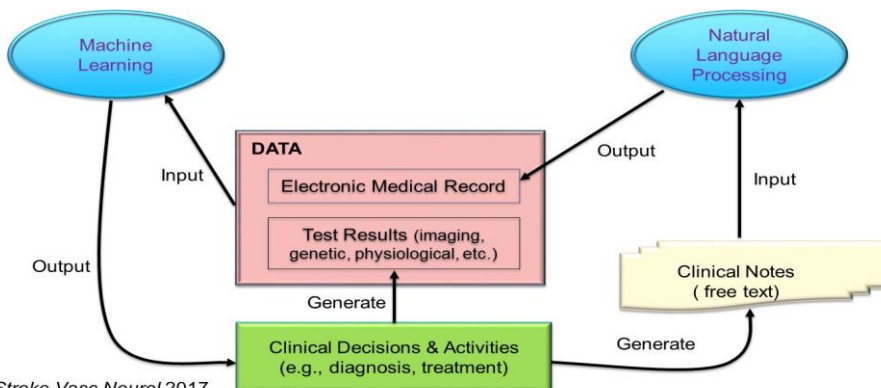 Machine
Learning
Natural
Language
Processing
DATA
Electronic Medical Record
Test Results (imaging,
genetic, physiological, etc.)
Input
Output
Input
Output
Generate
Clinical Notes
( free text)
Clinical Decisions & Activities
(e.g., diagnosis, treatment)
Generate
Stroke Vasc Neurol 2017